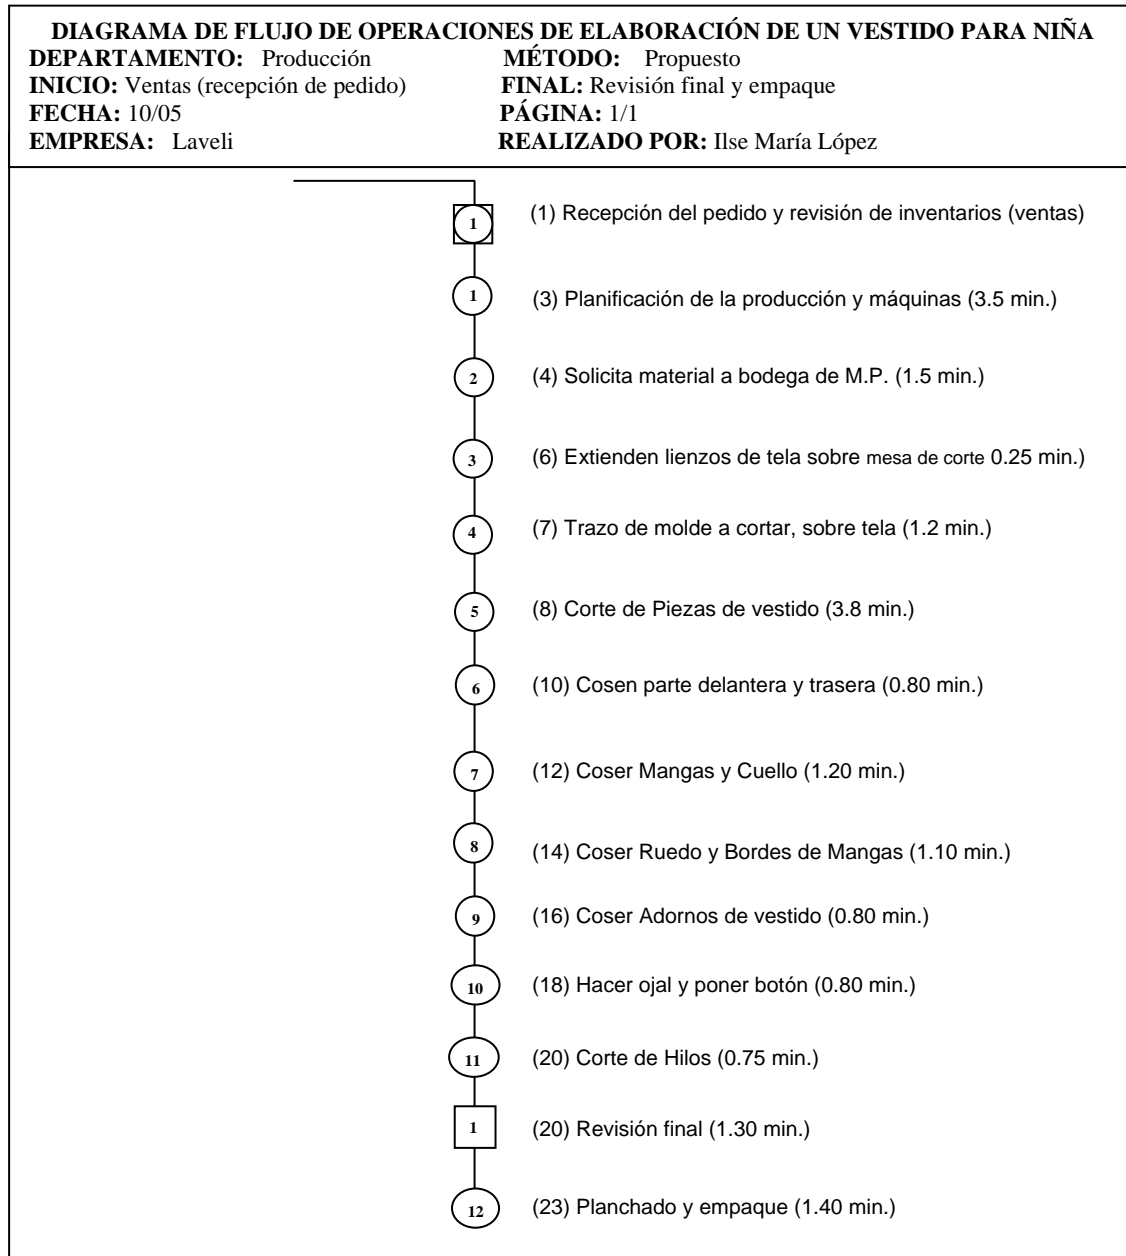 DIAGRAMA DE FLUJO DE OPERACIONES DE ELABORACIÓN DE UN VESTIDO PARA NIÑA
DEPARTAMENTO: Producción MÉTODO: Propuesto
INICIO: Ventas (recepción de pedido) FINAL: Revisión final y empaque
FECHA: 10/05 PÁGINA: 1/1
EMPRESA: Laveli REALIZADO POR: Ilse María López
1 (1) Recepción del pedido y revisión de inventarios (ventas)
1 (3) Planificación de la producción y máquinas (3.5 min.)
2 (4) Solicita material a bodega de M.P. (1.5 min.)
3 (6) Extienden lienzos de tela sobre mesa de corte 0.25 min.)
4 (7) Trazo de molde a cortar, sobre tela (1.2 min.)
5 (8) Corte de Piezas de vestido (3.8 min.)
6 (10) Cosen parte delantera y trasera (0.80 min.)
7 (12) Coser Mangas y Cuello (1.20 min.)
8 (14) Coser Ruedo y Bordes de Mangas (1.10 min.)
9 (16) Coser Adornos de vestido (0.80 min.)
10 (18) Hacer ojal y poner botón (0.80 min.)
11 (20) Corte de Hilos (0.75 min.)
1 (20) Revisión final (1.30 min.)
12 (23) Planchado y empaque (1.40 min.)